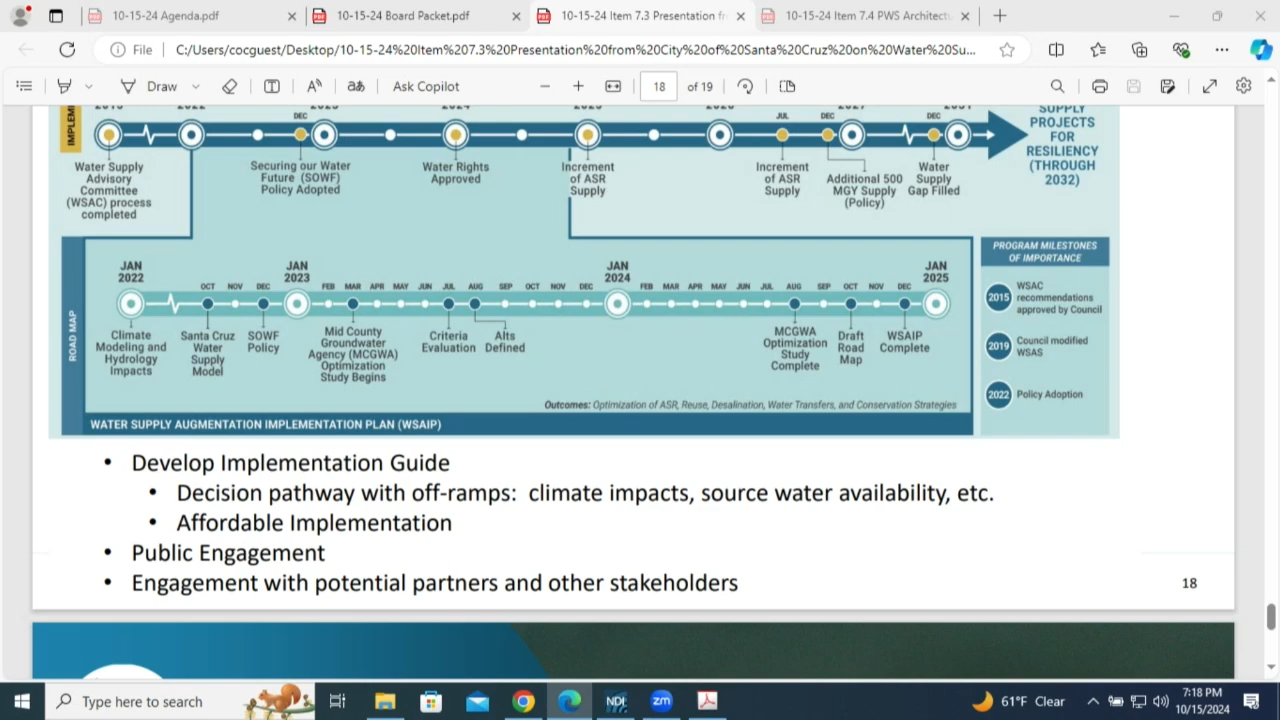 10-15-24 Agenda.pdf
10-15-24 Board Packet.pdf
10-15-24 Item 7.3 Presentation fr
10-15-24 Item 7.4 PWS Architectu
File
C:/Users/cocguest/Desktop/10-15-24%20Item%207.3%20Presentation%20from%20City%20of%20Santa%20Cruz%20on%20Water%20Su...
Draw
Ask Copilot
18 of 19
DEC
JUL
DEC
DEC
Water Supply
Advisory
Committee
(WSAC) process
completed
Securing our Water
Future (SOWF)
Policy Adopted
Water Rights
Approved
Increment
of ASR
Supply
Increment
of ASR
Supply
Additional 500
MGY Supply
(Policy)
Water
Supply
Gap Filled
SUPPLY
PROJECTS
FOR
RESILIENCY
(THROUGH
2032)
ROAD MAP
JAN
2022
OCT NOV DEC
JAN
2023
FEB MAR APR MAY JUN JUL AUG SEP OCT NOV DEC
JAN
2024
FEB MAR APR MAY JUN JUL AUG SEP OCT NOV DEC
JAN
2025
Climate
Modeling and
Hydrology
Impacts
Santa Cruz
Water
Supply
Model
SOWF
Policy
Mid County
Groundwater
Agency (MCGWA)
Optimization
Study Begins
Criteria
Evaluation
Alts
Defined
MCGWA
Optimization
Study
Complete
Draft
Road
Map
WSAIP
Complete
Outcomes: Optimization of ASR, Reuse, Desalination, Water Transfers, and Conservation Strategies
WATER SUPPLY AUGMENTATION IMPLEMENTATION PLAN (WSAIP)
PROGRAM MILESTONES
OF IMPORTANCE
2015 WSAC
recommendations
approved by Council
2019 Council modified
WSAS
2022 Policy Adoption
• Develop Implementation Guide
• Decision pathway with off-ramps: climate impacts, source water availability, etc.
• Affordable Implementation
• Public Engagement
• Engagement with potential partners and other stakeholders
18
Type here to search
NDI
zm
61°F Clear
7:18 PM
10/15/2024